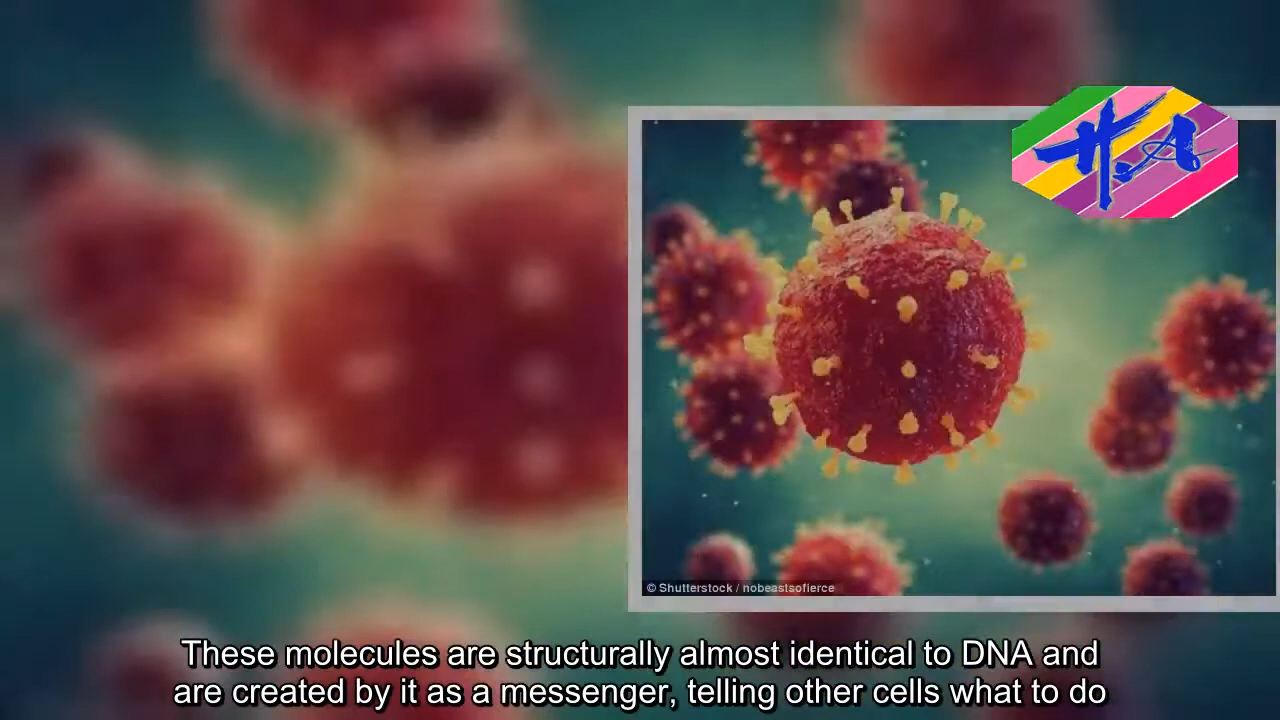 H.A
© Shutterstock / nobeastsofierce
These molecules are structurally almost identical to DNA and
are created by it as a messenger, telling other cells what to do